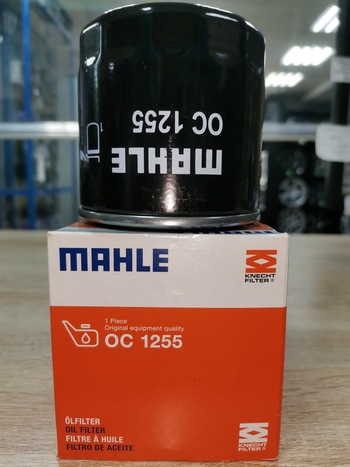 OC 1255
MAHLE
MAHLE
KNECHT
FILTER®
1 Piece
Original equipment quality
OC 1255
ÖLFILTER
OIL FILTER
FILTRE À HUILE
FILTRO DE ACEITE
KNECHT
FILTER®